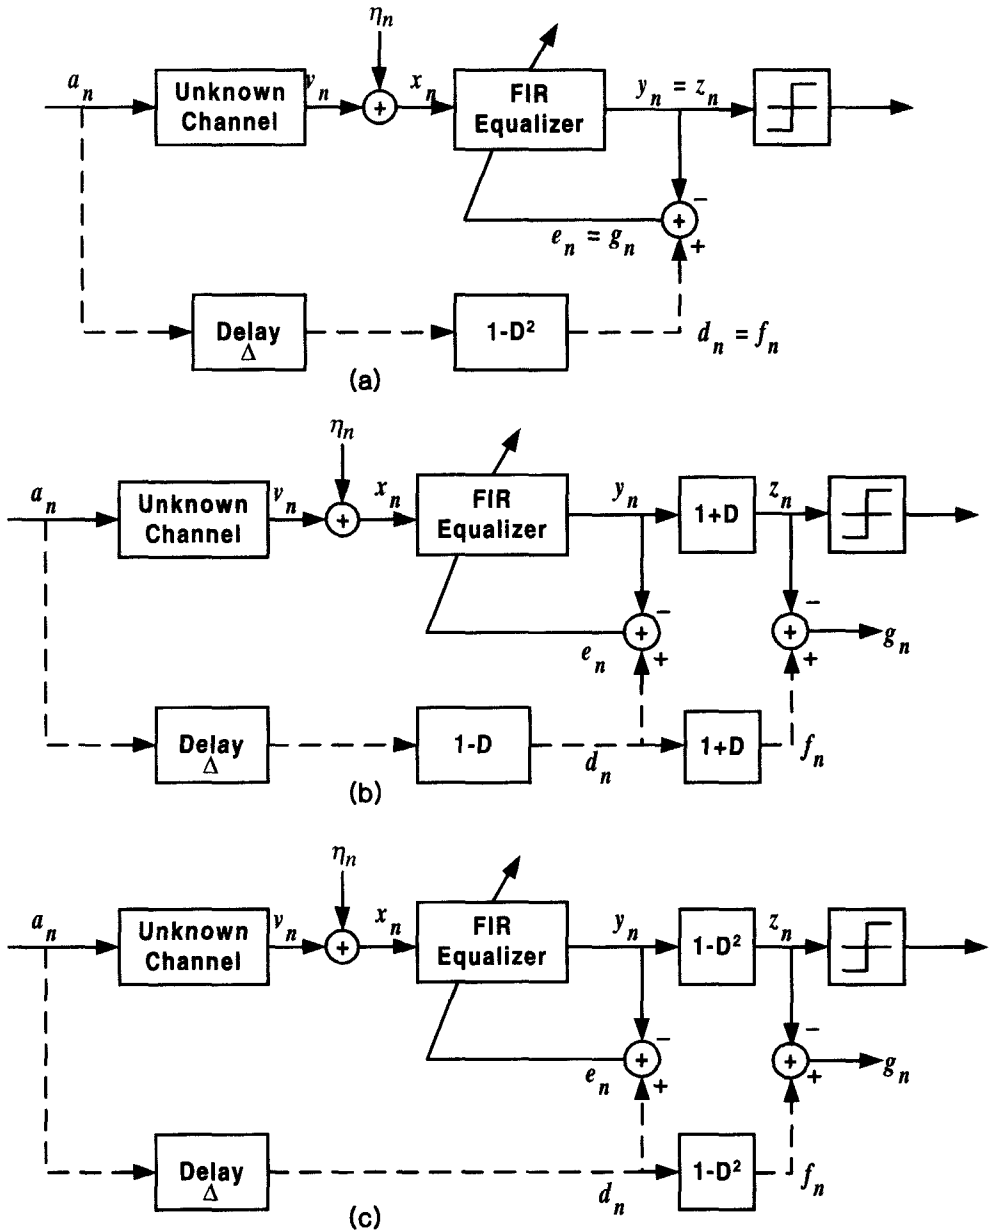 ηn
an
Unknown Channel
vn
+
xn
FIR Equalizer
yn = zn
−
+
+
en = gn
Delay Δ
1-D²
dn = fn
(a)
ηn
an
Unknown Channel
vn
+
xn
FIR Equalizer
yn
1+D
zn
−
+
+
en
−
+
+
gn
Delay Δ
1-D
dn
1+D
fn
(b)
ηn
an
Unknown Channel
vn
+
xn
FIR Equalizer
yn
1-D²
zn
−
+
+
en
−
+
+
gn
Delay Δ
dn
1-D²
fn
(c)